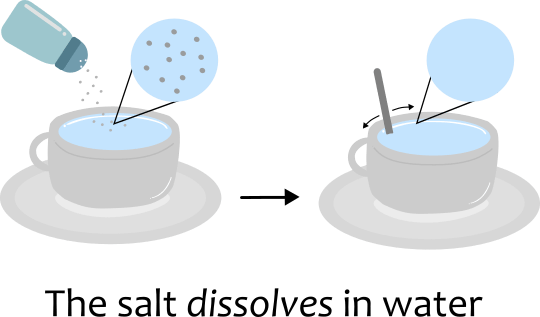 The salt dissolves in water